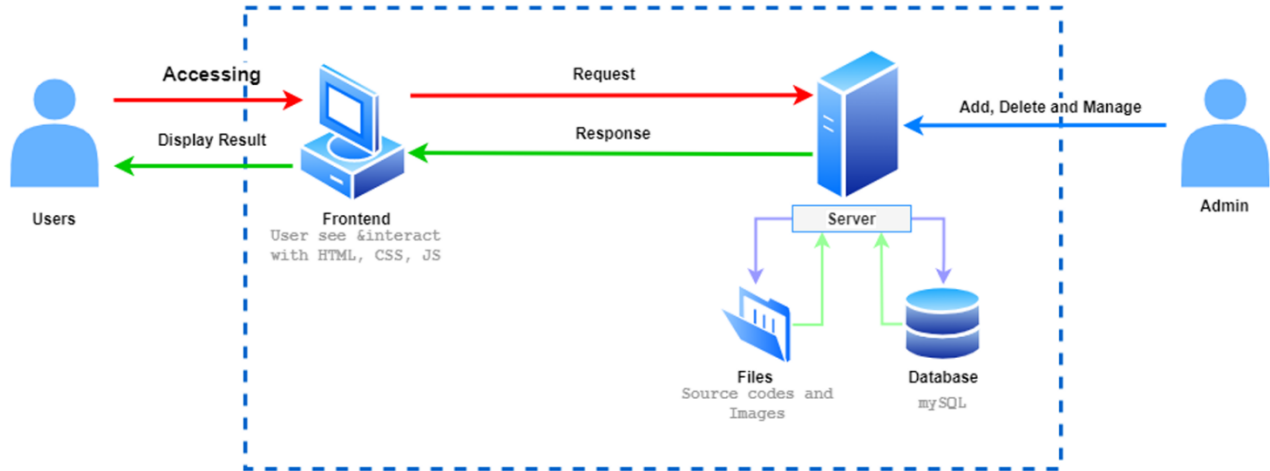 Accessing
Request
Add, Delete and Manage
Display Result
Response
Users
Frontend
User see &interact
with HTML, CSS, JS
Server
Admin
Files
Source codes and
Images
Database
mySQL